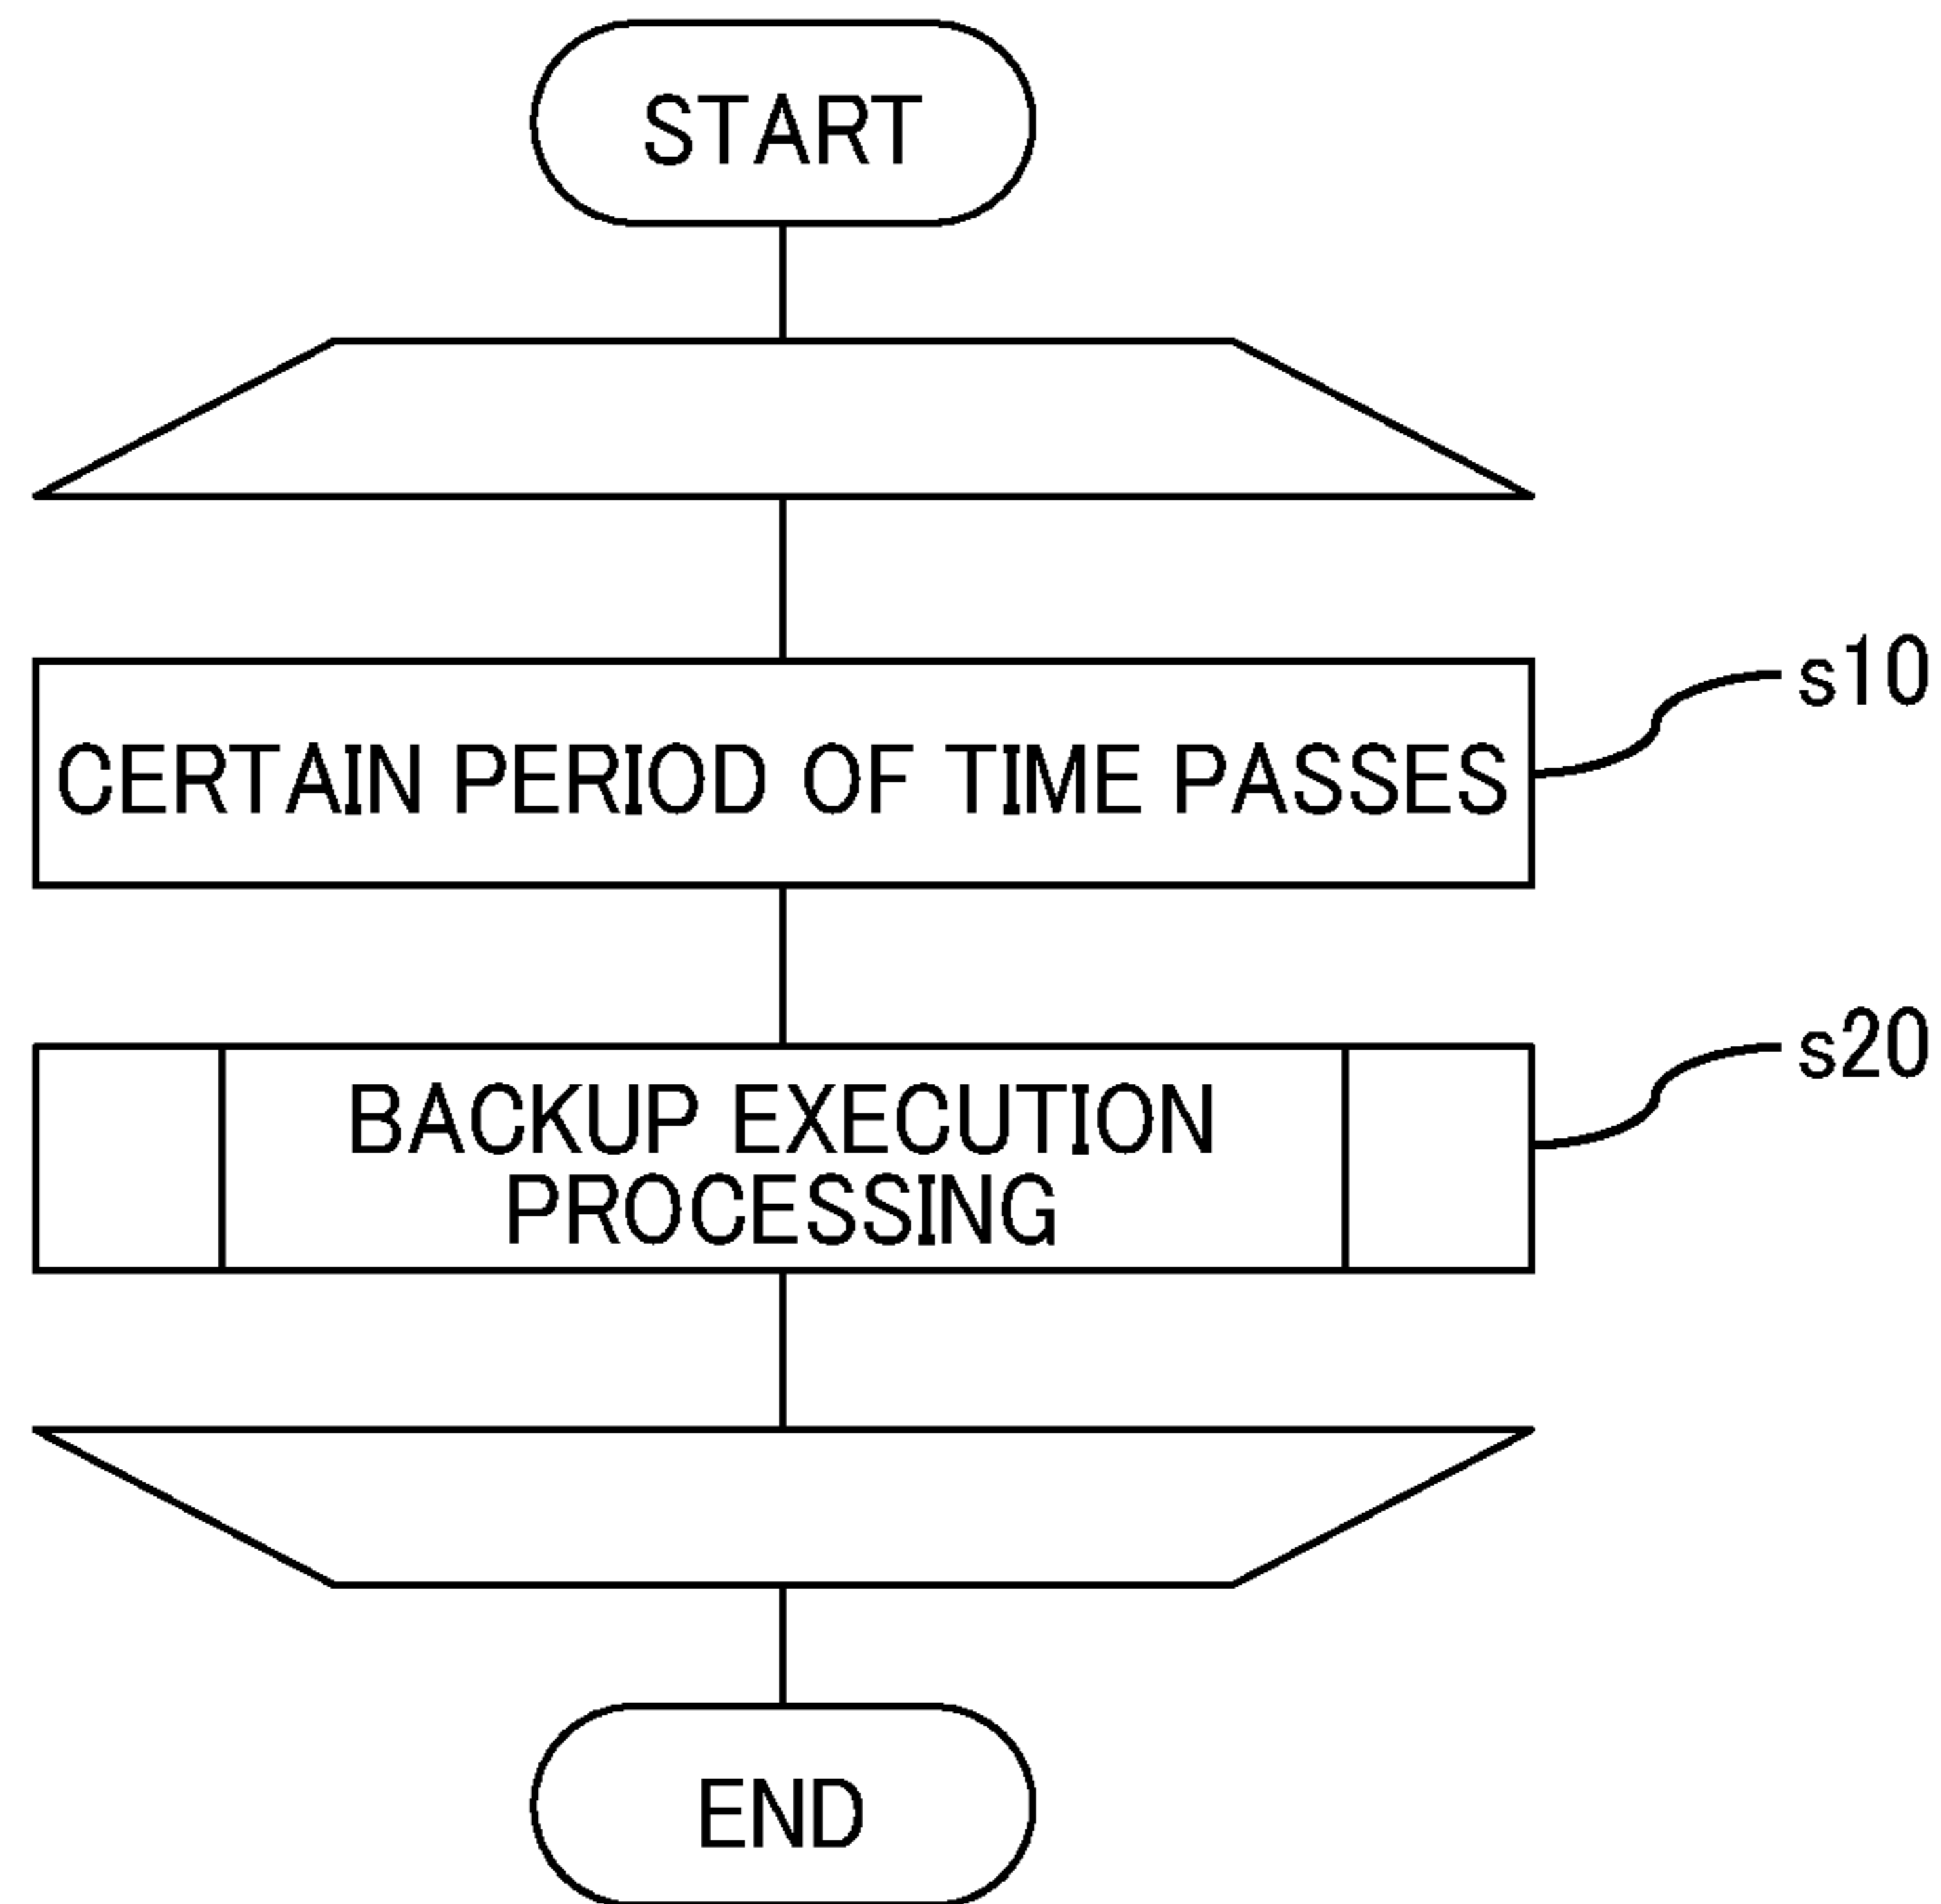 START
CERTAIN PERIOD OF TIME PASSES
s10
BACKUP EXECUTION
PROCESSING
s20
END